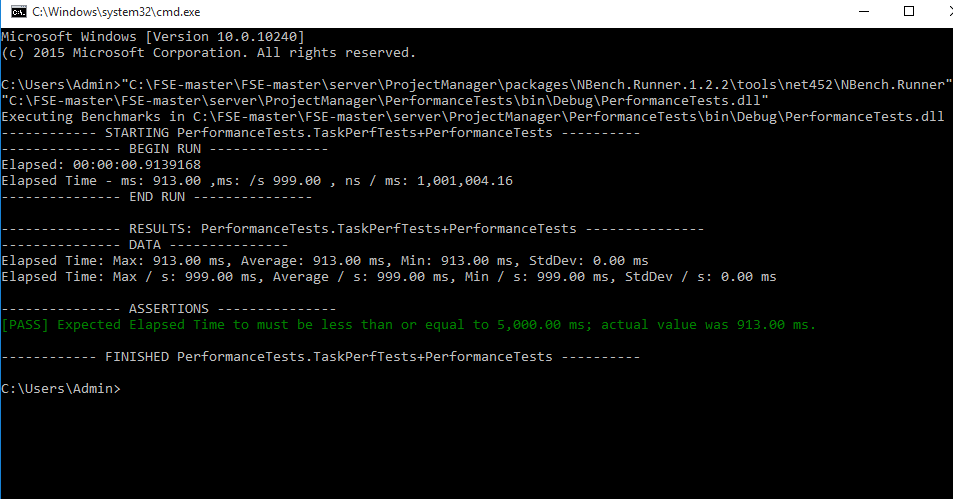 C:\Windows\system32\cmd.exe
Microsoft Windows [Version 10.0.10240]
(c) 2015 Microsoft Corporation. All rights reserved.
C:\Users\Admin>"C:\FSE-master\FSE-master\server\ProjectManager\packages\NBench.Runner.1.2.2\tools\net452\NBench.Runner"
"C:\FSE-master\FSE-master\server\ProjectManager\PerformanceTests\bin\Debug\PerformanceTests.dll"
Executing Benchmarks in C:\FSE-master\FSE-master\server\ProjectManager\PerformanceTests\bin\Debug\PerformanceTests.dll
------------ STARTING PerformanceTests.TaskPerfTests+PerformanceTests ----------
--------------- BEGIN RUN ---------------
Elapsed: 00:00:00.9139168
Elapsed Time - ms: 913.00 ,ms: /s 999.00 , ns / ms: 1,001,004.16
--------------- END RUN ---------------
--------------- RESULTS: PerformanceTests.TaskPerfTests+PerformanceTests ---------------
--------------- DATA ---------------
Elapsed Time: Max: 913.00 ms, Average: 913.00 ms, Min: 913.00 ms, StdDev: 0.00 ms
Elapsed Time: Max / s: 999.00 ms, Average / s: 999.00 ms, Min / s: 999.00 ms, StdDev / s: 0.00 ms
--------------- ASSERTIONS ---------------
[PASS] Expected Elapsed Time to must be less than or equal to 5,000.00 ms; actual value was 913.00 ms.
------------ FINISHED PerformanceTests.TaskPerfTests+PerformanceTests ----------
C:\Users\Admin>